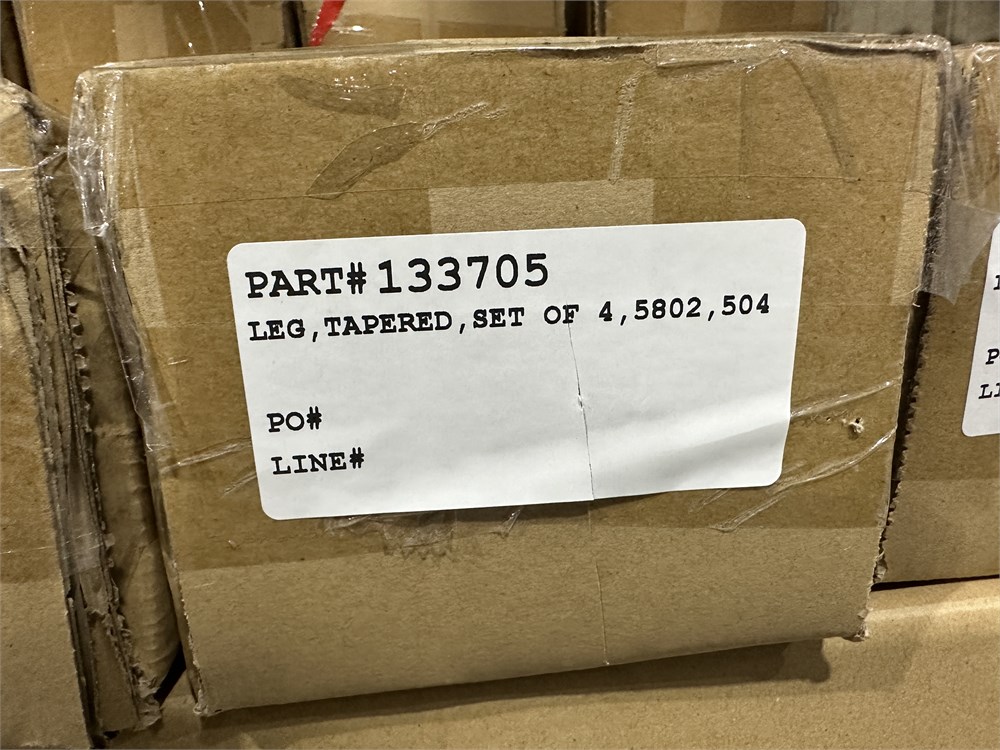 PART# 133705
LEG,TAPERED,SET OF 4,5802,504
PO#
LINE#